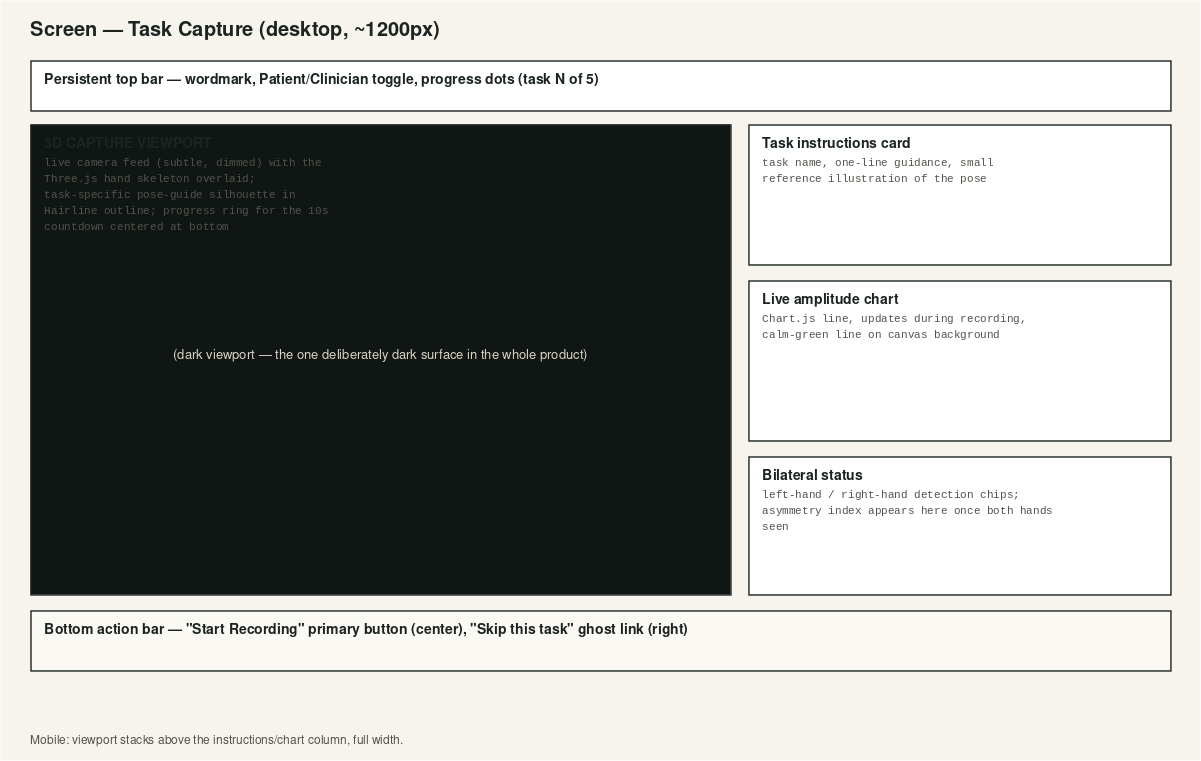 Screen — Task Capture (desktop, ~1200px)
Persistent top bar — wordmark, Patient/Clinician toggle, progress dots (task N of 5)
3D CAPTURE VIEWPORT
live camera feed (subtle, dimmed) with the
Three.js hand skeleton overlaid;
task-specific pose-guide silhouette in
Hairline outline; progress ring for the 10s
countdown centered at bottom
(dark viewport — the one deliberately dark surface in the whole product)
Task instructions card
task name, one-line guidance, small
reference illustration of the pose
Live amplitude chart
Chart.js line, updates during recording,
calm-green line on canvas background
Bilateral status
left-hand / right-hand detection chips;
asymmetry index appears here once both hands
seen
Bottom action bar — "Start Recording" primary button (center), "Skip this task" ghost link (right)
Mobile: viewport stacks above the instructions/chart column, full width.